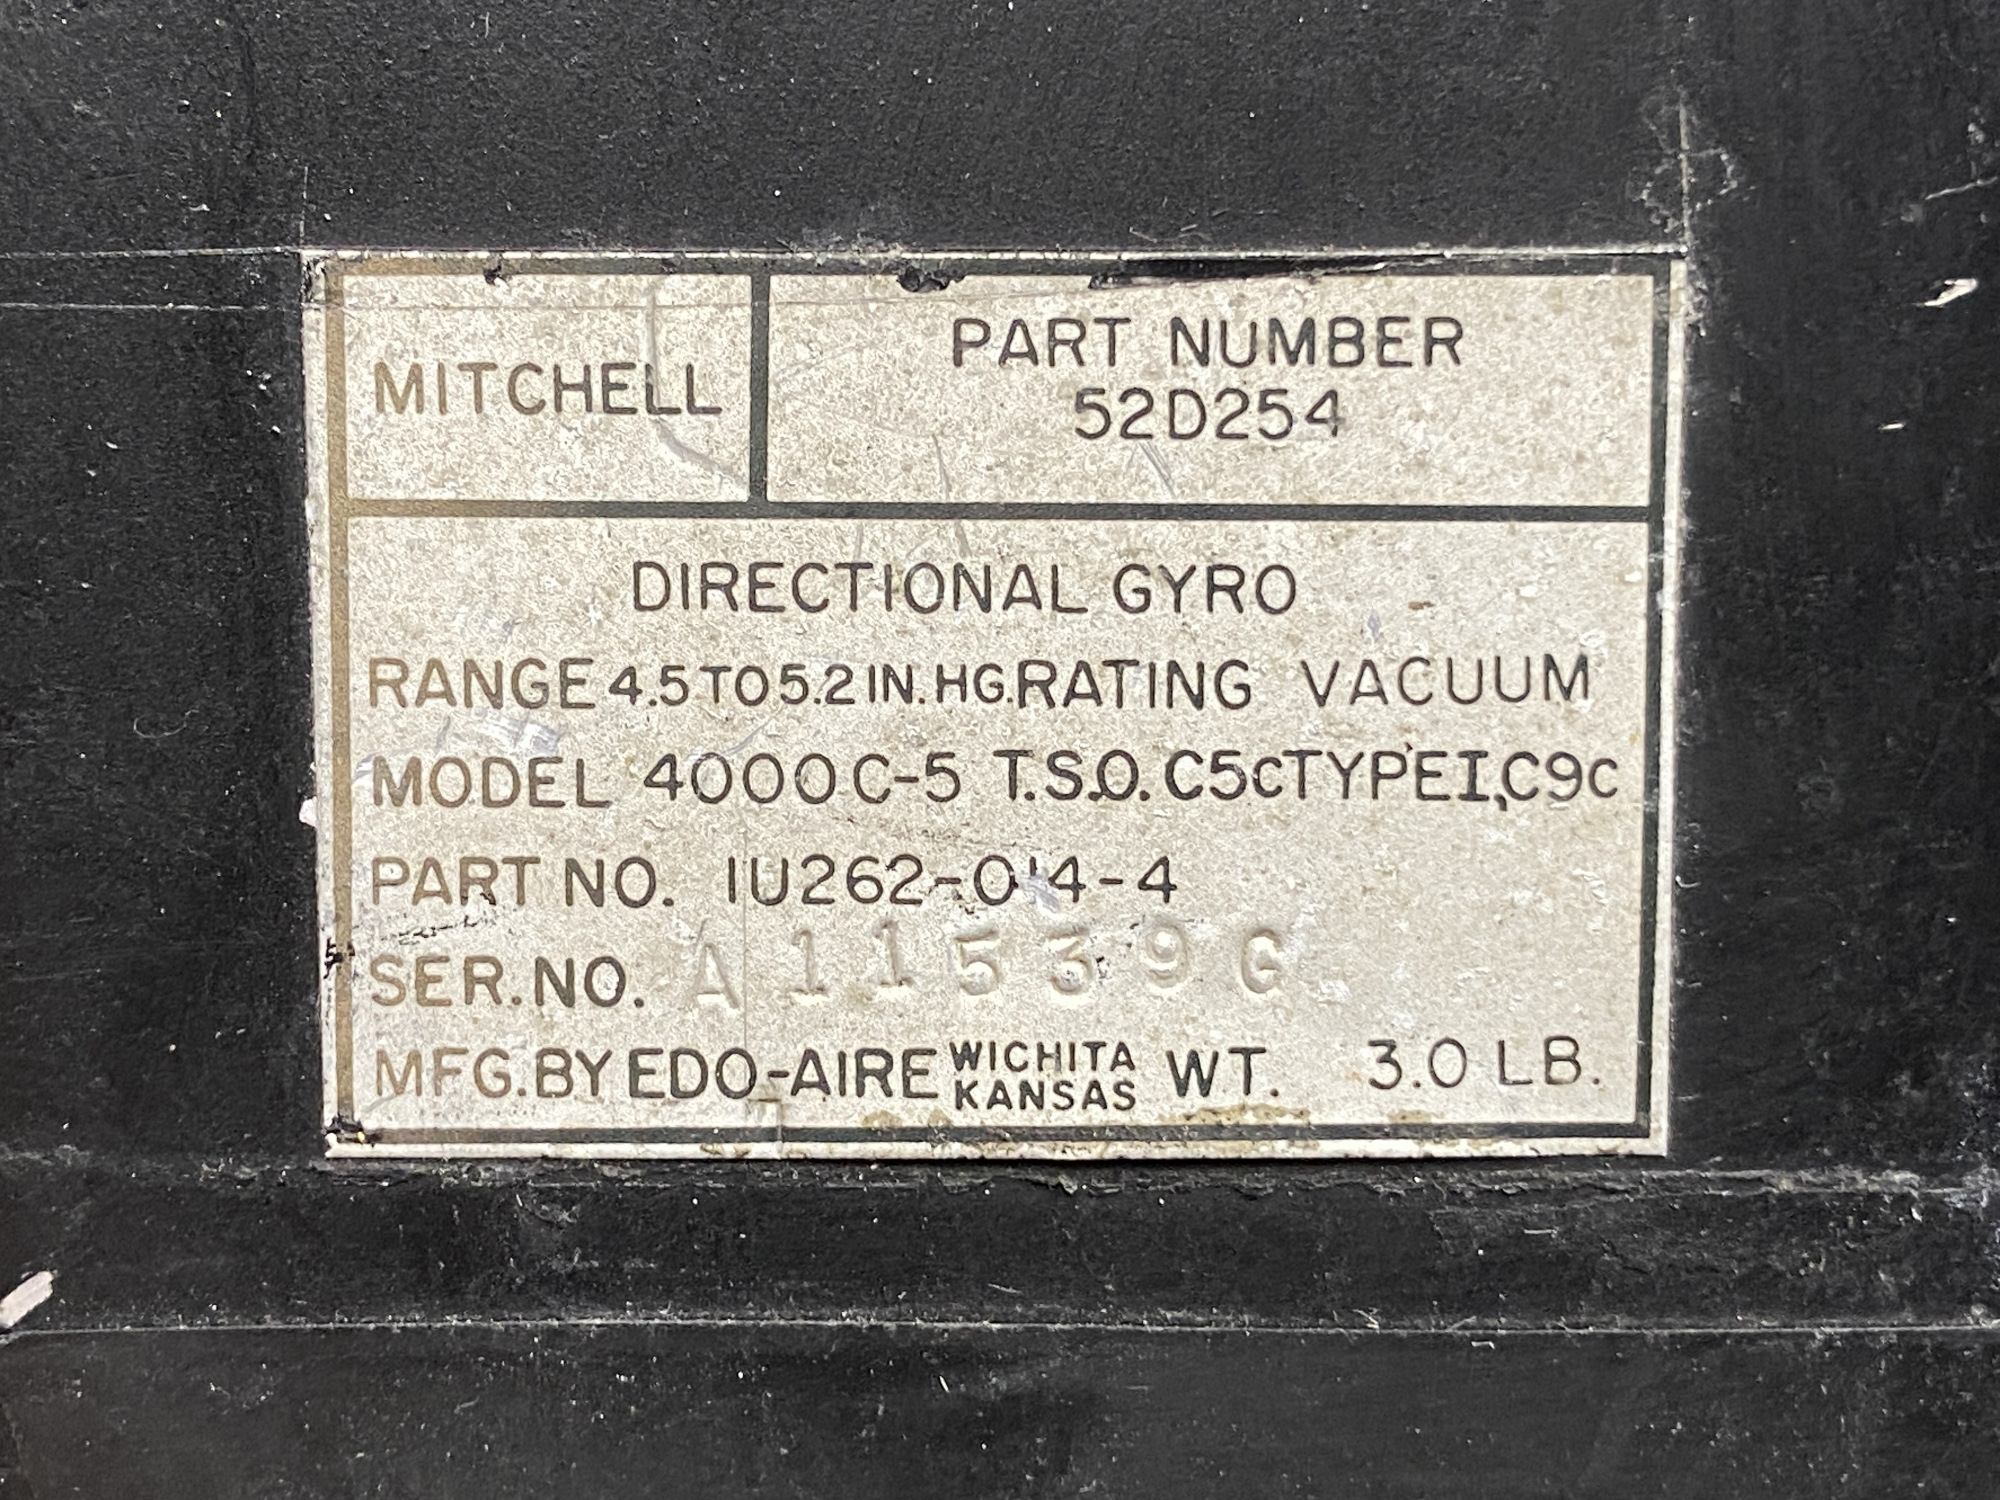 MITCHELL
PART NUMBER
52D254
DIRECTIONAL GYRO
RANGE 4.5 TO 5.2 IN. HG. RATING VACUUM
MODEL 4000C-5 T.S.O. C5c TYPE I, C9c
PART NO. 1U262-014-4
SER. NO. A11539G
MFG. BY EDO-AIRE WICHITA KANSAS WT. 3.0 LB.